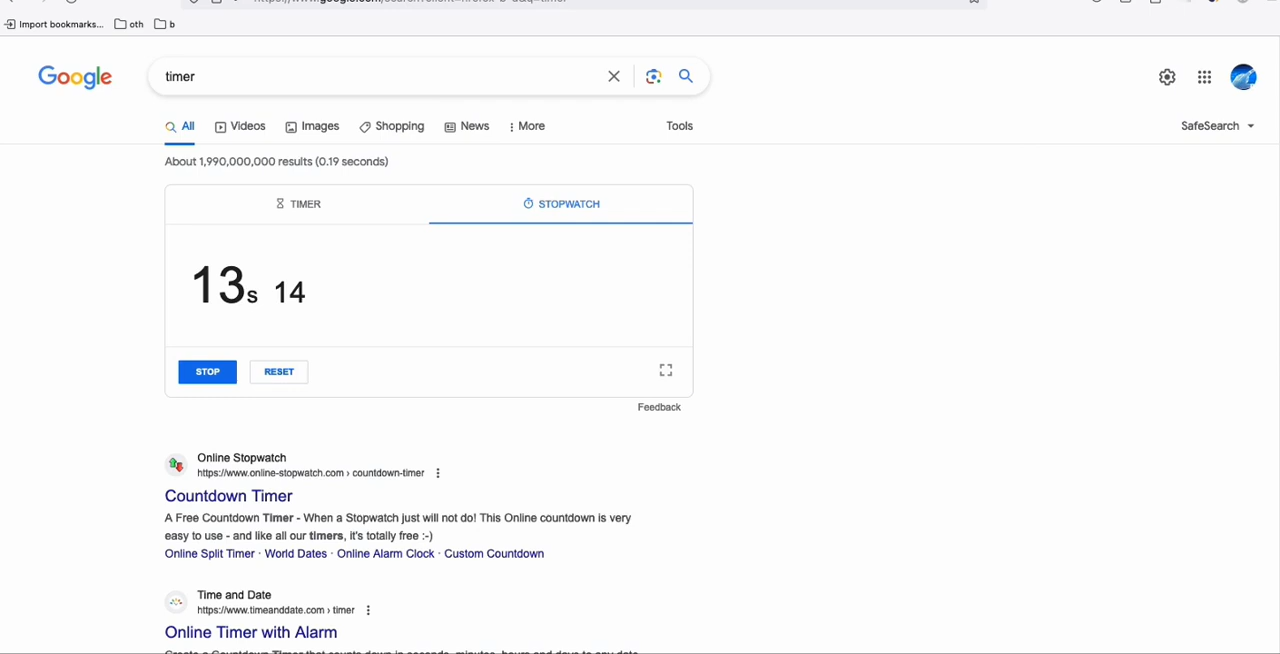 Import bookmarks... oth b
Google timer
All Videos Images Shopping News More Tools SafeSearch
About 1,990,000,000 results (0.19 seconds)
TIMER STOPWATCH
13s 14
STOP RESET
Feedback
Online Stopwatch
https://www.online-stopwatch.com › countdown-timer
Countdown Timer
A Free Countdown Timer - When a Stopwatch just will not do! This Online countdown is very
easy to use - and like all our timers, it's totally free :-)
Online Split Timer · World Dates · Online Alarm Clock · Custom Countdown
Time and Date
https://www.timeanddate.com › timer
Online Timer with Alarm